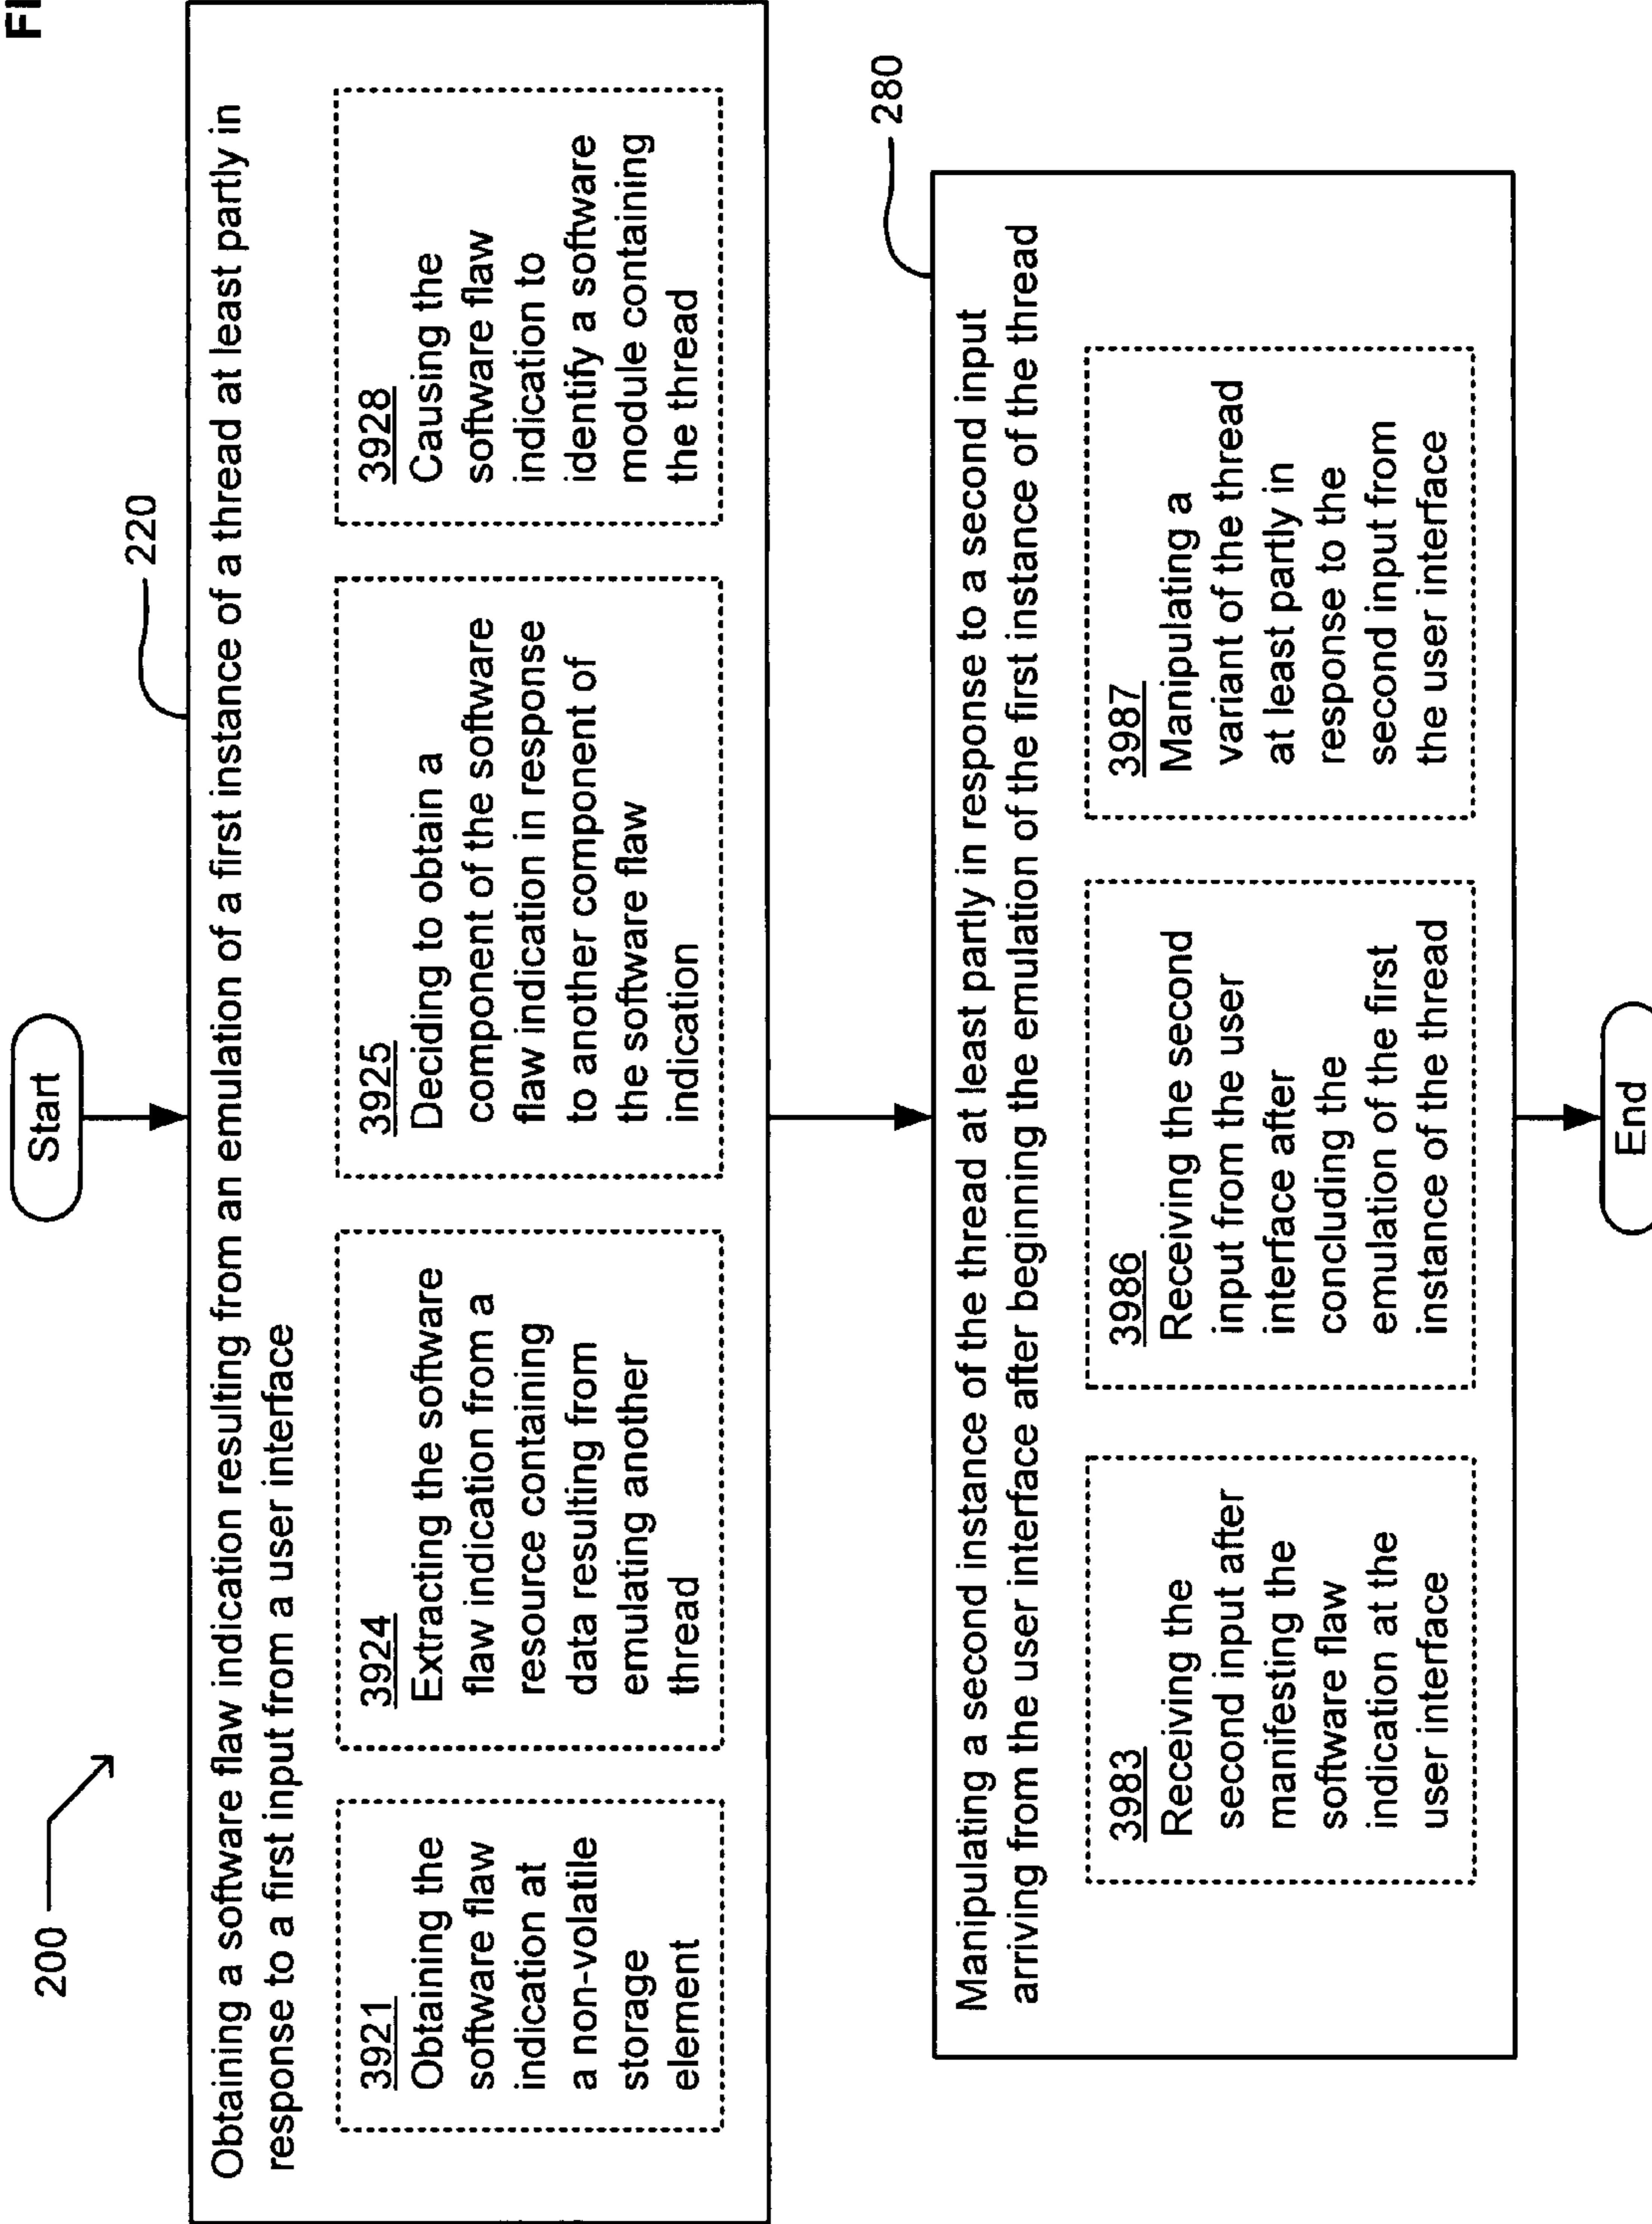 FI
200
Start
220
Obtaining a software flaw indication resulting from an emulation of a first instance of a thread at least partly in
response to a first input from a user interface
3921
Obtaining the
software flaw
indication at
a non-volatile
storage
element
3924
Extracting the software
flaw indication from a
resource containing
data resulting from
emulating another
thread
3925
Deciding to obtain a
component of the software
flaw indication in response
to another component of
the software flaw
indication
3928
Causing the
software flaw
indication to
identify a software
module containing
the thread
280
Manipulating a second instance of the thread at least partly in response to a second input
arriving from the user interface after beginning the emulation of the first instance of the thread
3983
Receiving the
second input after
manifesting the
software flaw
indication at the
user interface
3986
Receiving the second
input from the user
interface after
concluding the
emulation of the first
instance of the thread
3987
Manipulating a
variant of the thread
at least partly in
response to the
second input from
the user interface
End